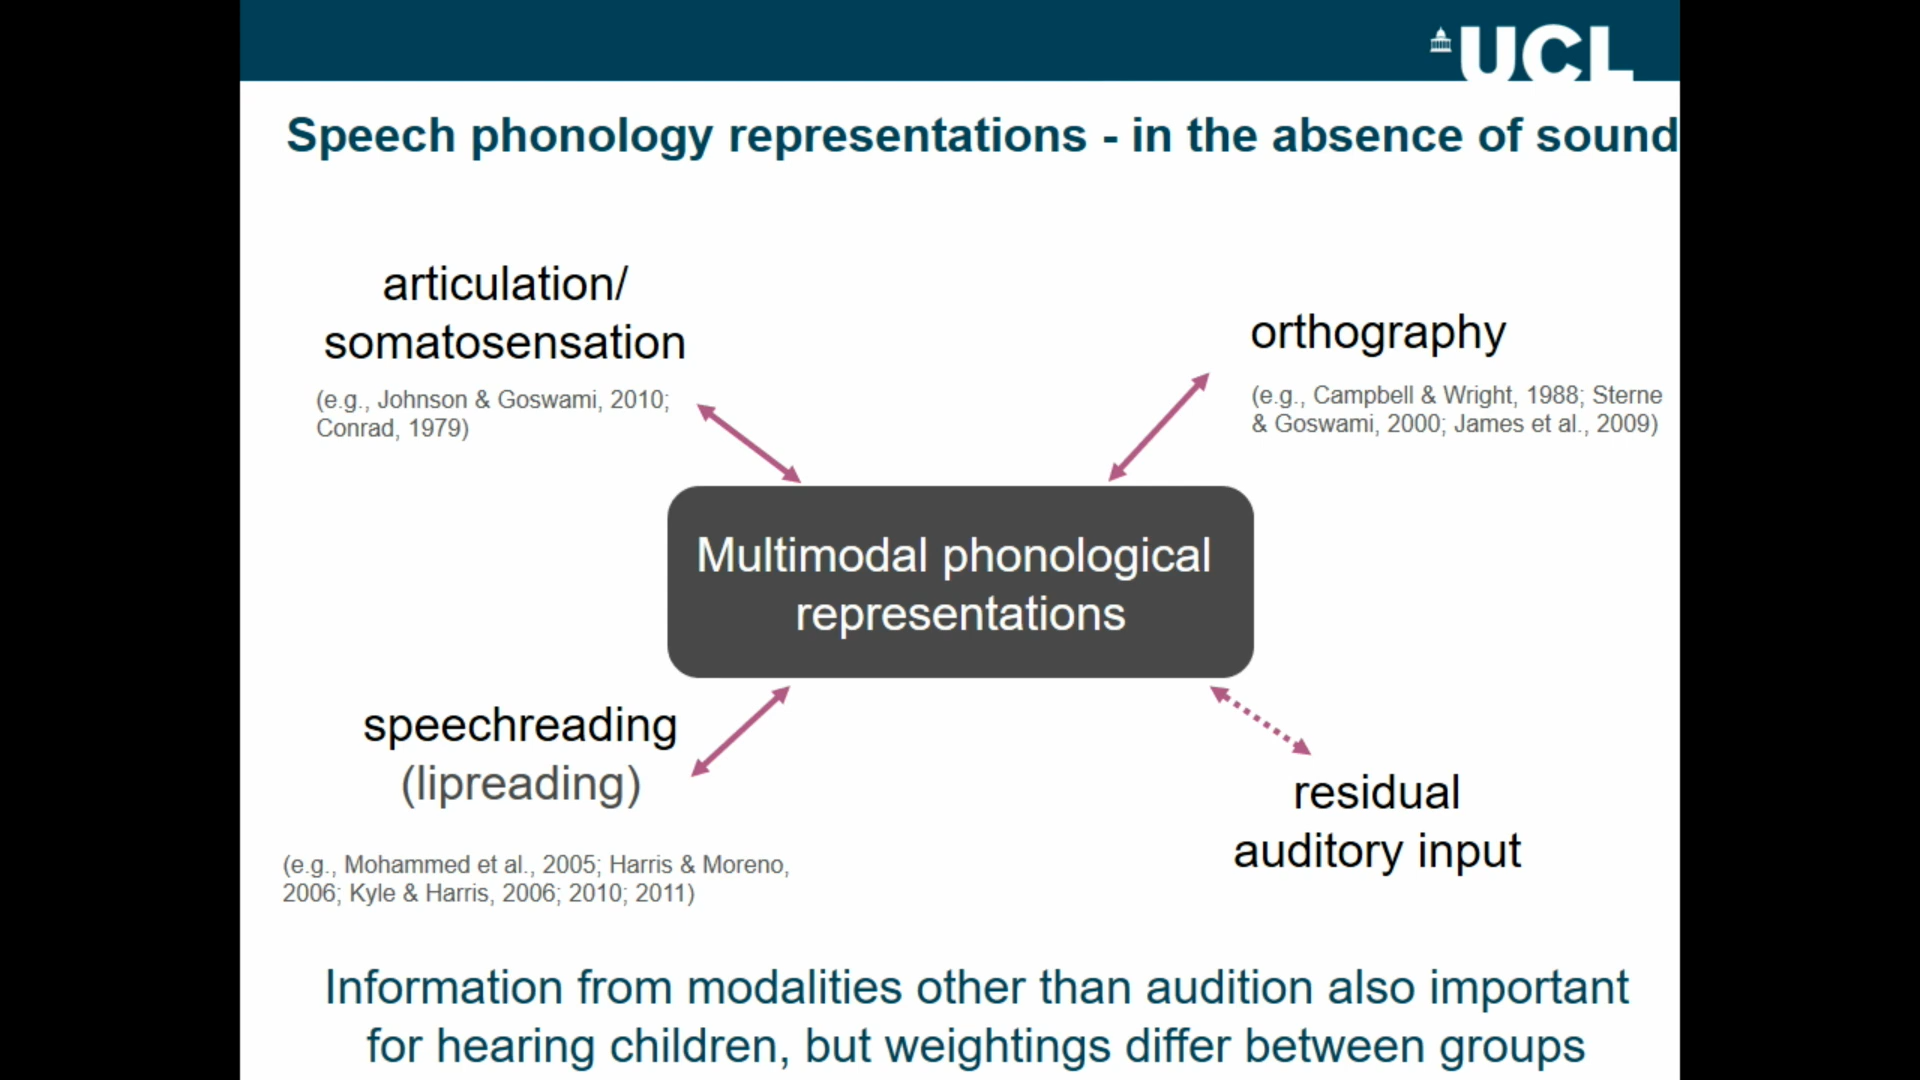 UCL
Speech phonology representations - in the absence of sound
articulation/
somatosensation
(e.g., Johnson & Goswami, 2010;
Conrad, 1979)
orthography
(e.g., Campbell & Wright, 1988; Sterne
& Goswami, 2000; James et al., 2009)
Multimodal phonological
representations
speechreading
(lipreading)
(e.g., Mohammed et al., 2005; Harris & Moreno,
2006; Kyle & Harris, 2006; 2010; 2011)
residual
auditory input
Information from modalities other than audition also important
for hearing children, but weightings differ between groups